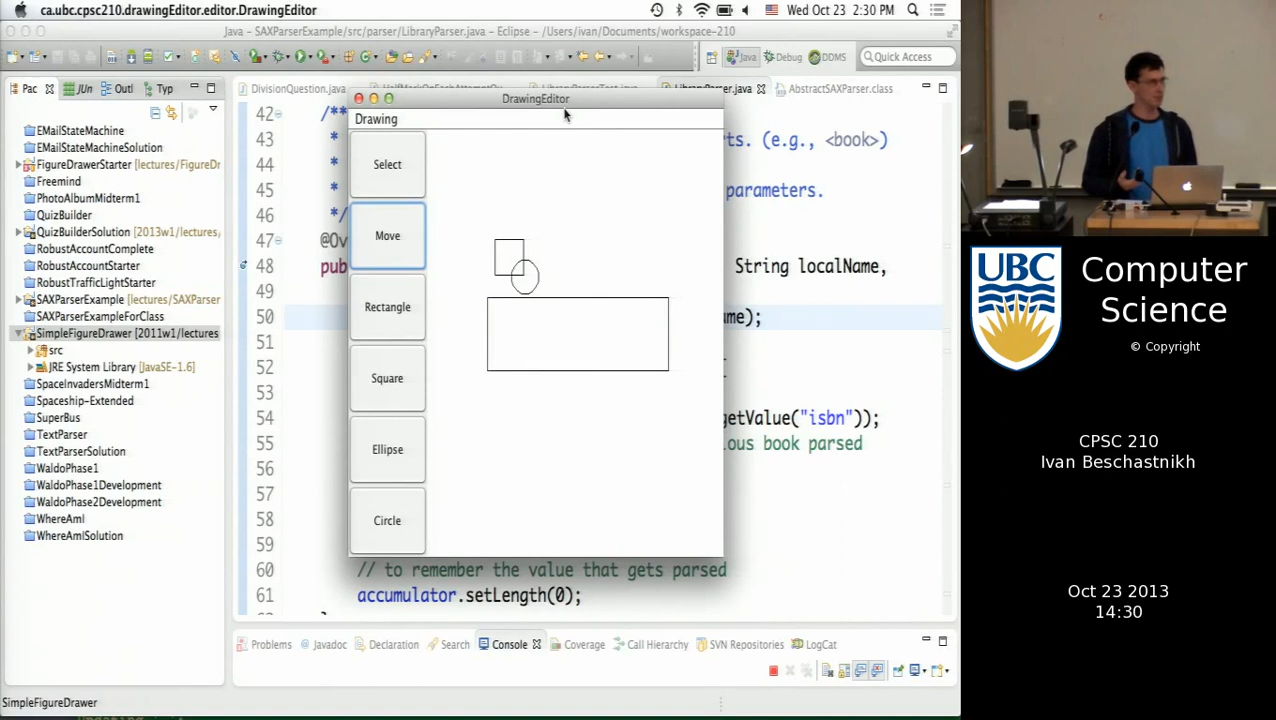 ca.ubc.cpsc210.drawingEditor.editor.DrawingEditor
Wed Oct 23 2:30 PM
Java – SAXParserExample/src/parser/LibraryParser.java – Eclipse – /Users/ivan/Documents/workspace-210
Java
Debug
DDMS
Quick Access
Pac
JUn
Outl
Typ
DivisionQuestion.java
LibraryParser.java
AbstractSAXParser.class
EMailStateMachine
EMailStateMachineSolution
FigureDrawerStarter [lectures/FigureDr
Freemind
PhotoAlbumMidterm1
QuizBuilder
QuizBuilderSolution [2013w1/lectures,
RobustAccountComplete
RobustAccountStarter
RobustTrafficLightStarter
SAXParserExample [lectures/SAXParser
SAXParserExampleForClass
SimpleFigureDrawer [2011w1/lectures
src
JRE System Library [JavaSE-1.6]
SpaceInvadersMidterm1
Spaceship-Extended
SuperBus
TextParser
TextParserSolution
WaldoPhase1
WaldoPhase1Development
WaldoPhase2Development
WhereAmI
WhereAmISolution
SimpleFigureDrawer
DrawingEditor
Drawing
Select
Move
Rectangle
Square
Ellipse
Circle
42 /**
43 * rts. (e.g., <book>)
44 *
45 * parameters.
46 */
47 @Ov
48 pub String localName,
49
50 me);
51
52
53
54 getValue("isbn"));
55 ious book parsed
56
57
58
59
60 // to remember the value that gets parsed
61 accumulator.setLength(0);
Problems
Javadoc
Declaration
Search
Console
Coverage
Call Hierarchy
SVN Repositories
LogCat
UBC
Computer
Science
© Copyright
CPSC 210
Ivan Beschastnikh
Oct 23 2013
14:30